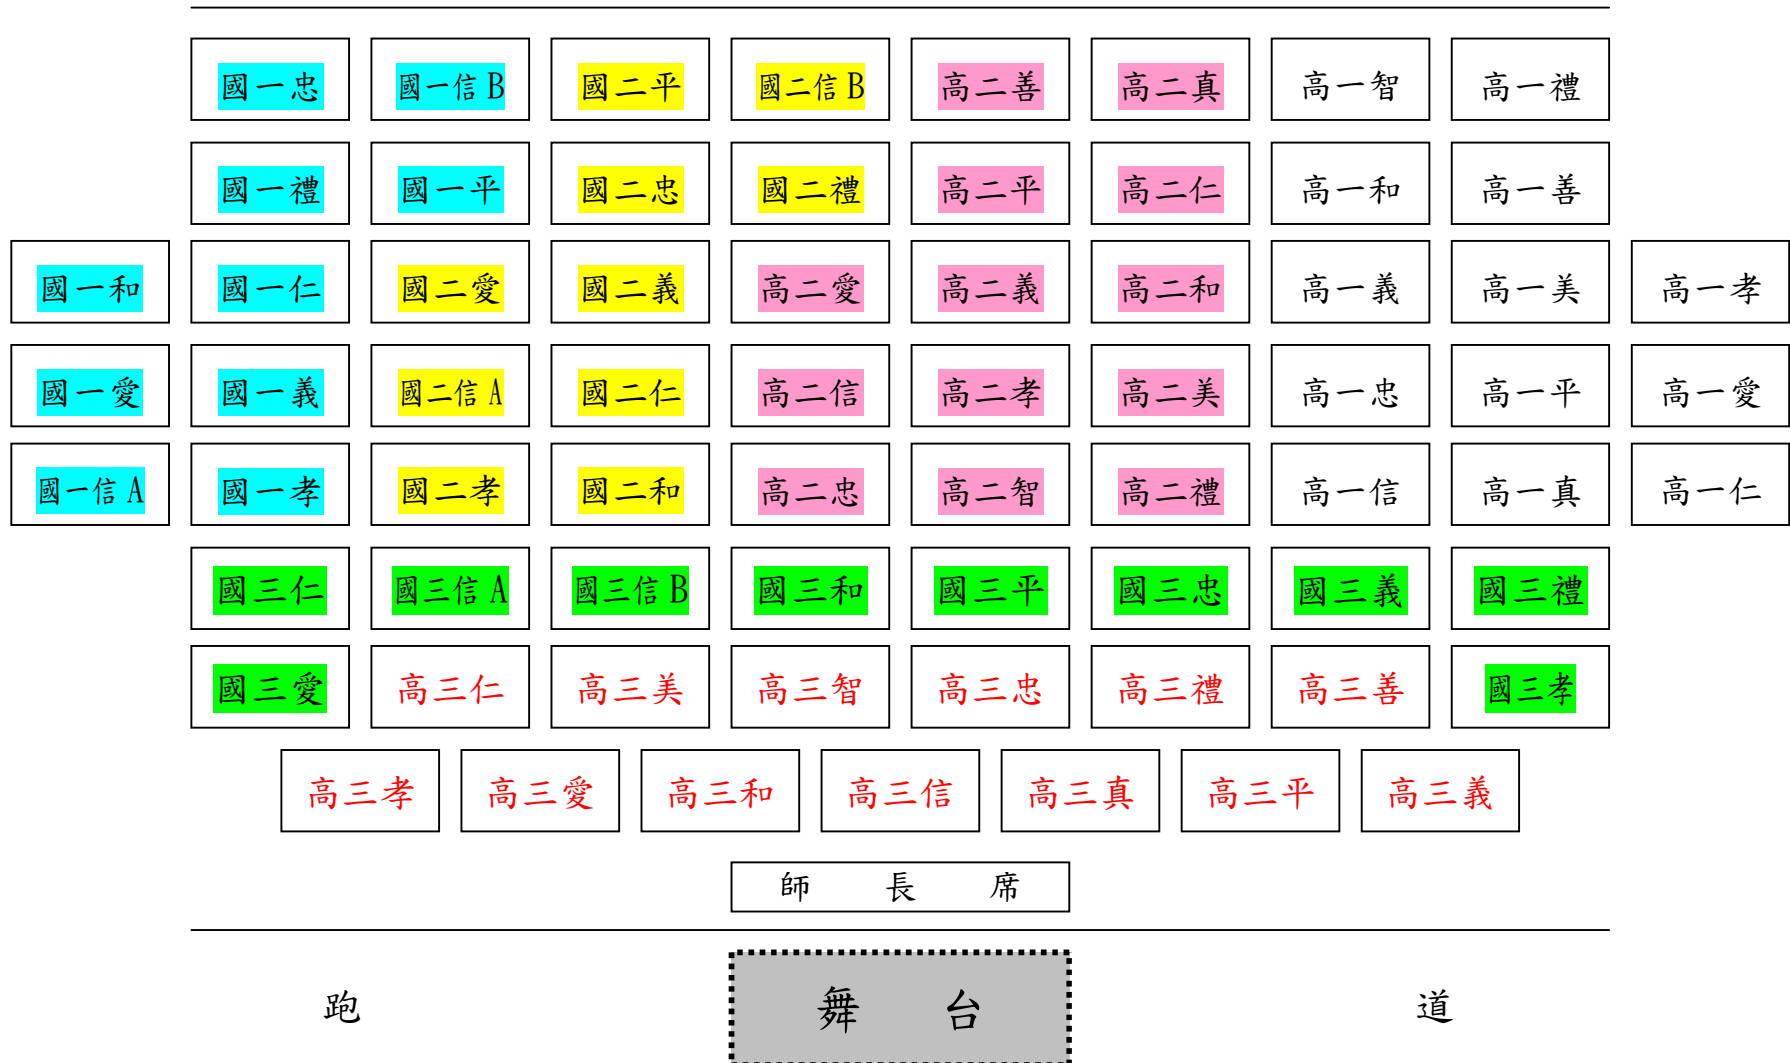 國一忠 國一信 B 國二平 國二信 B 高二善 高二真 高一智 高一禮
國一禮 國一平 國二忠 國二禮 高二平 高二仁 高一和 高一善
國一和 國一仁 國二愛 國二義 高二愛 高二義 高二和 高一義 高一美 高一孝
國一愛 國一義 國二信 A 國二仁 高二信 高二孝 高二美 高一忠 高一平 高一愛
國一信 A 國一孝 國二孝 國二和 高二忠 高二智 高二禮 高一信 高一真 高一仁
國三仁 國三信 A 國三信 B 國三和 國三平 國三忠 國三義 國三禮
國三愛 高三仁 高三美 高三智 高三忠 高三禮 高三善 國三孝
高三孝 高三愛 高三和 高三信 高三真 高三平 高三義
師 長 席
跑 舞 台 道